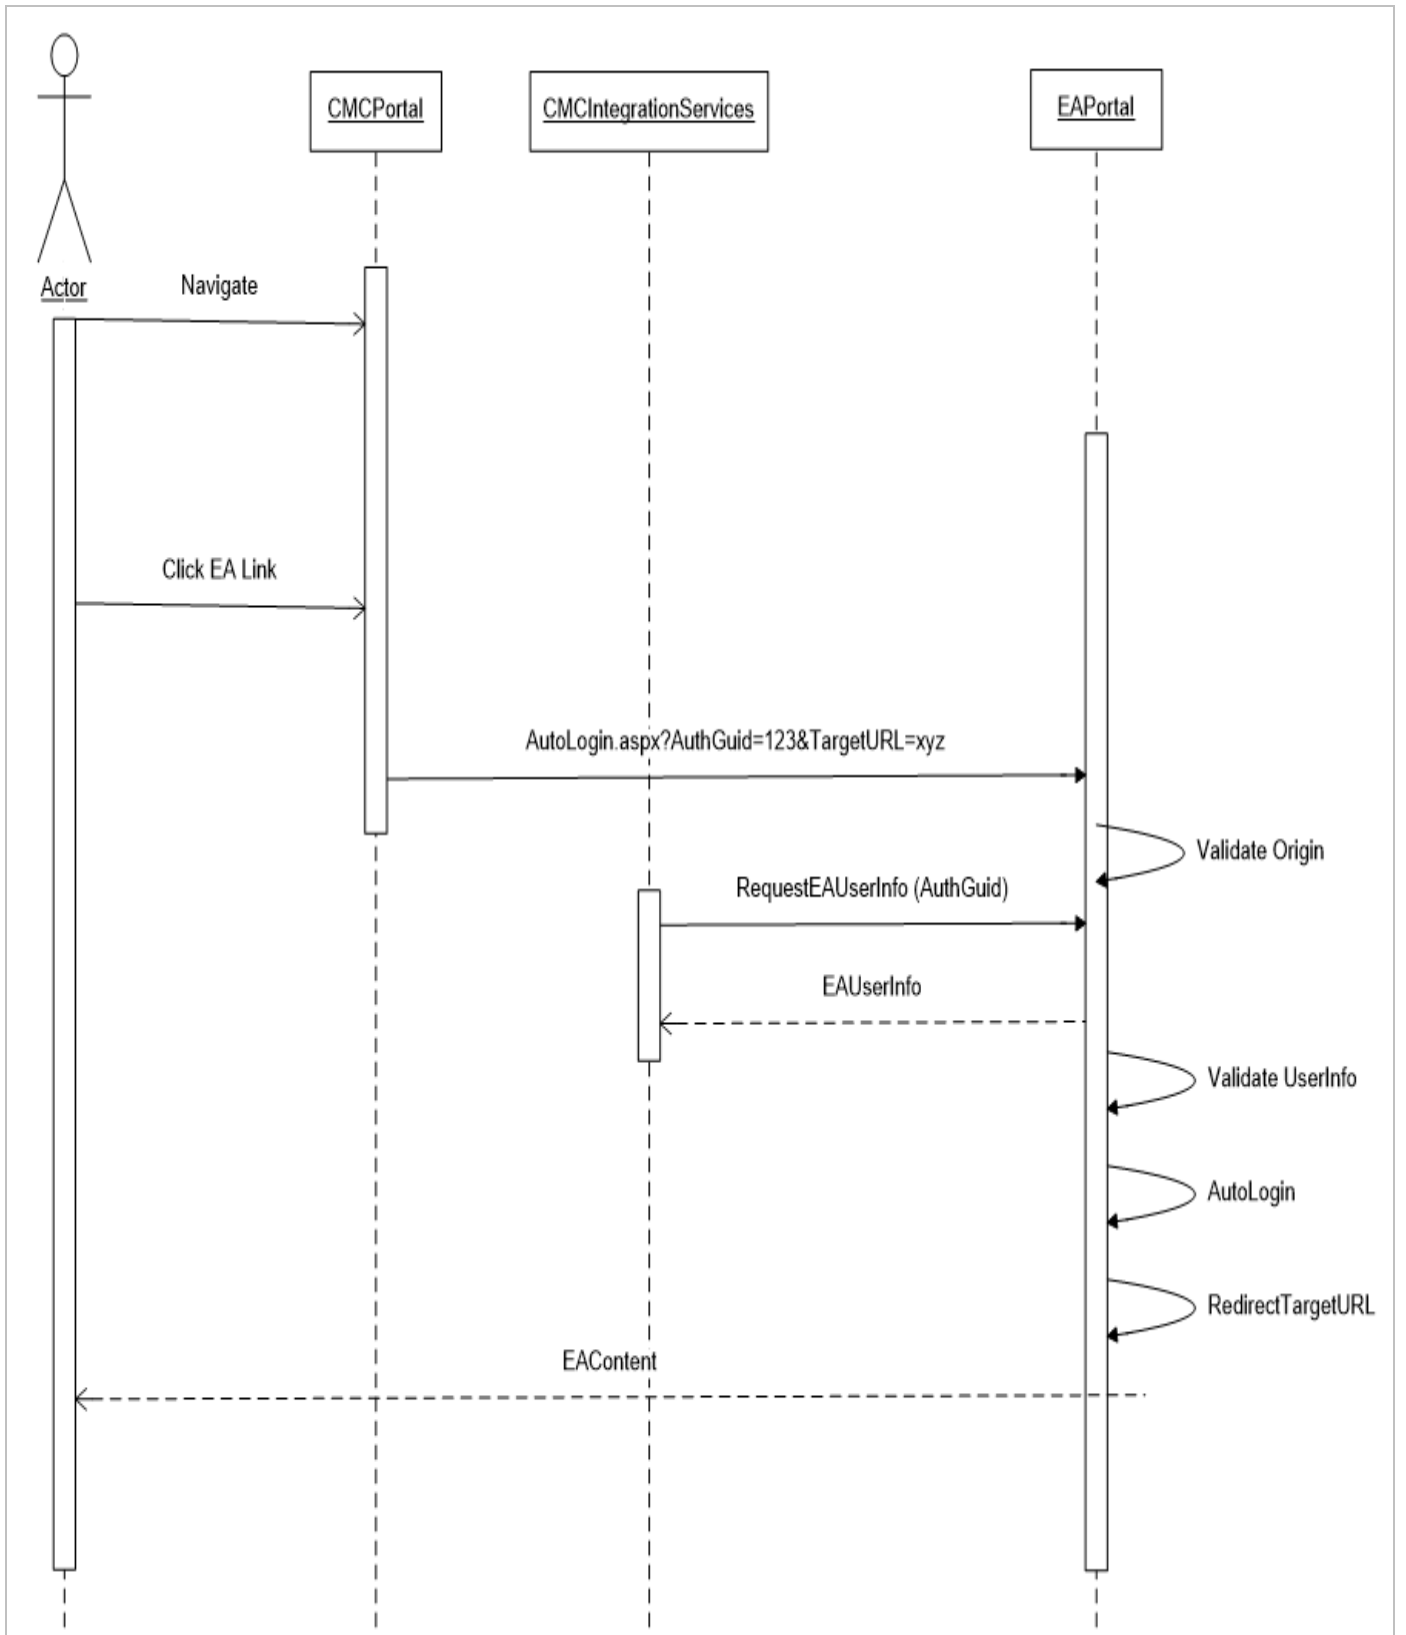 CMCPortal
CMCIntegrationServices
EAPortal
Actor
Navigate
Click EA Link
AutoLogin.aspx?AuthGuid=123&TargetURL=xyz
Validate Origin
RequestEAUserInfo (AuthGuid)
EAUserInfo
Validate UserInfo
AutoLogin
RedirectTargetURL
EAContent